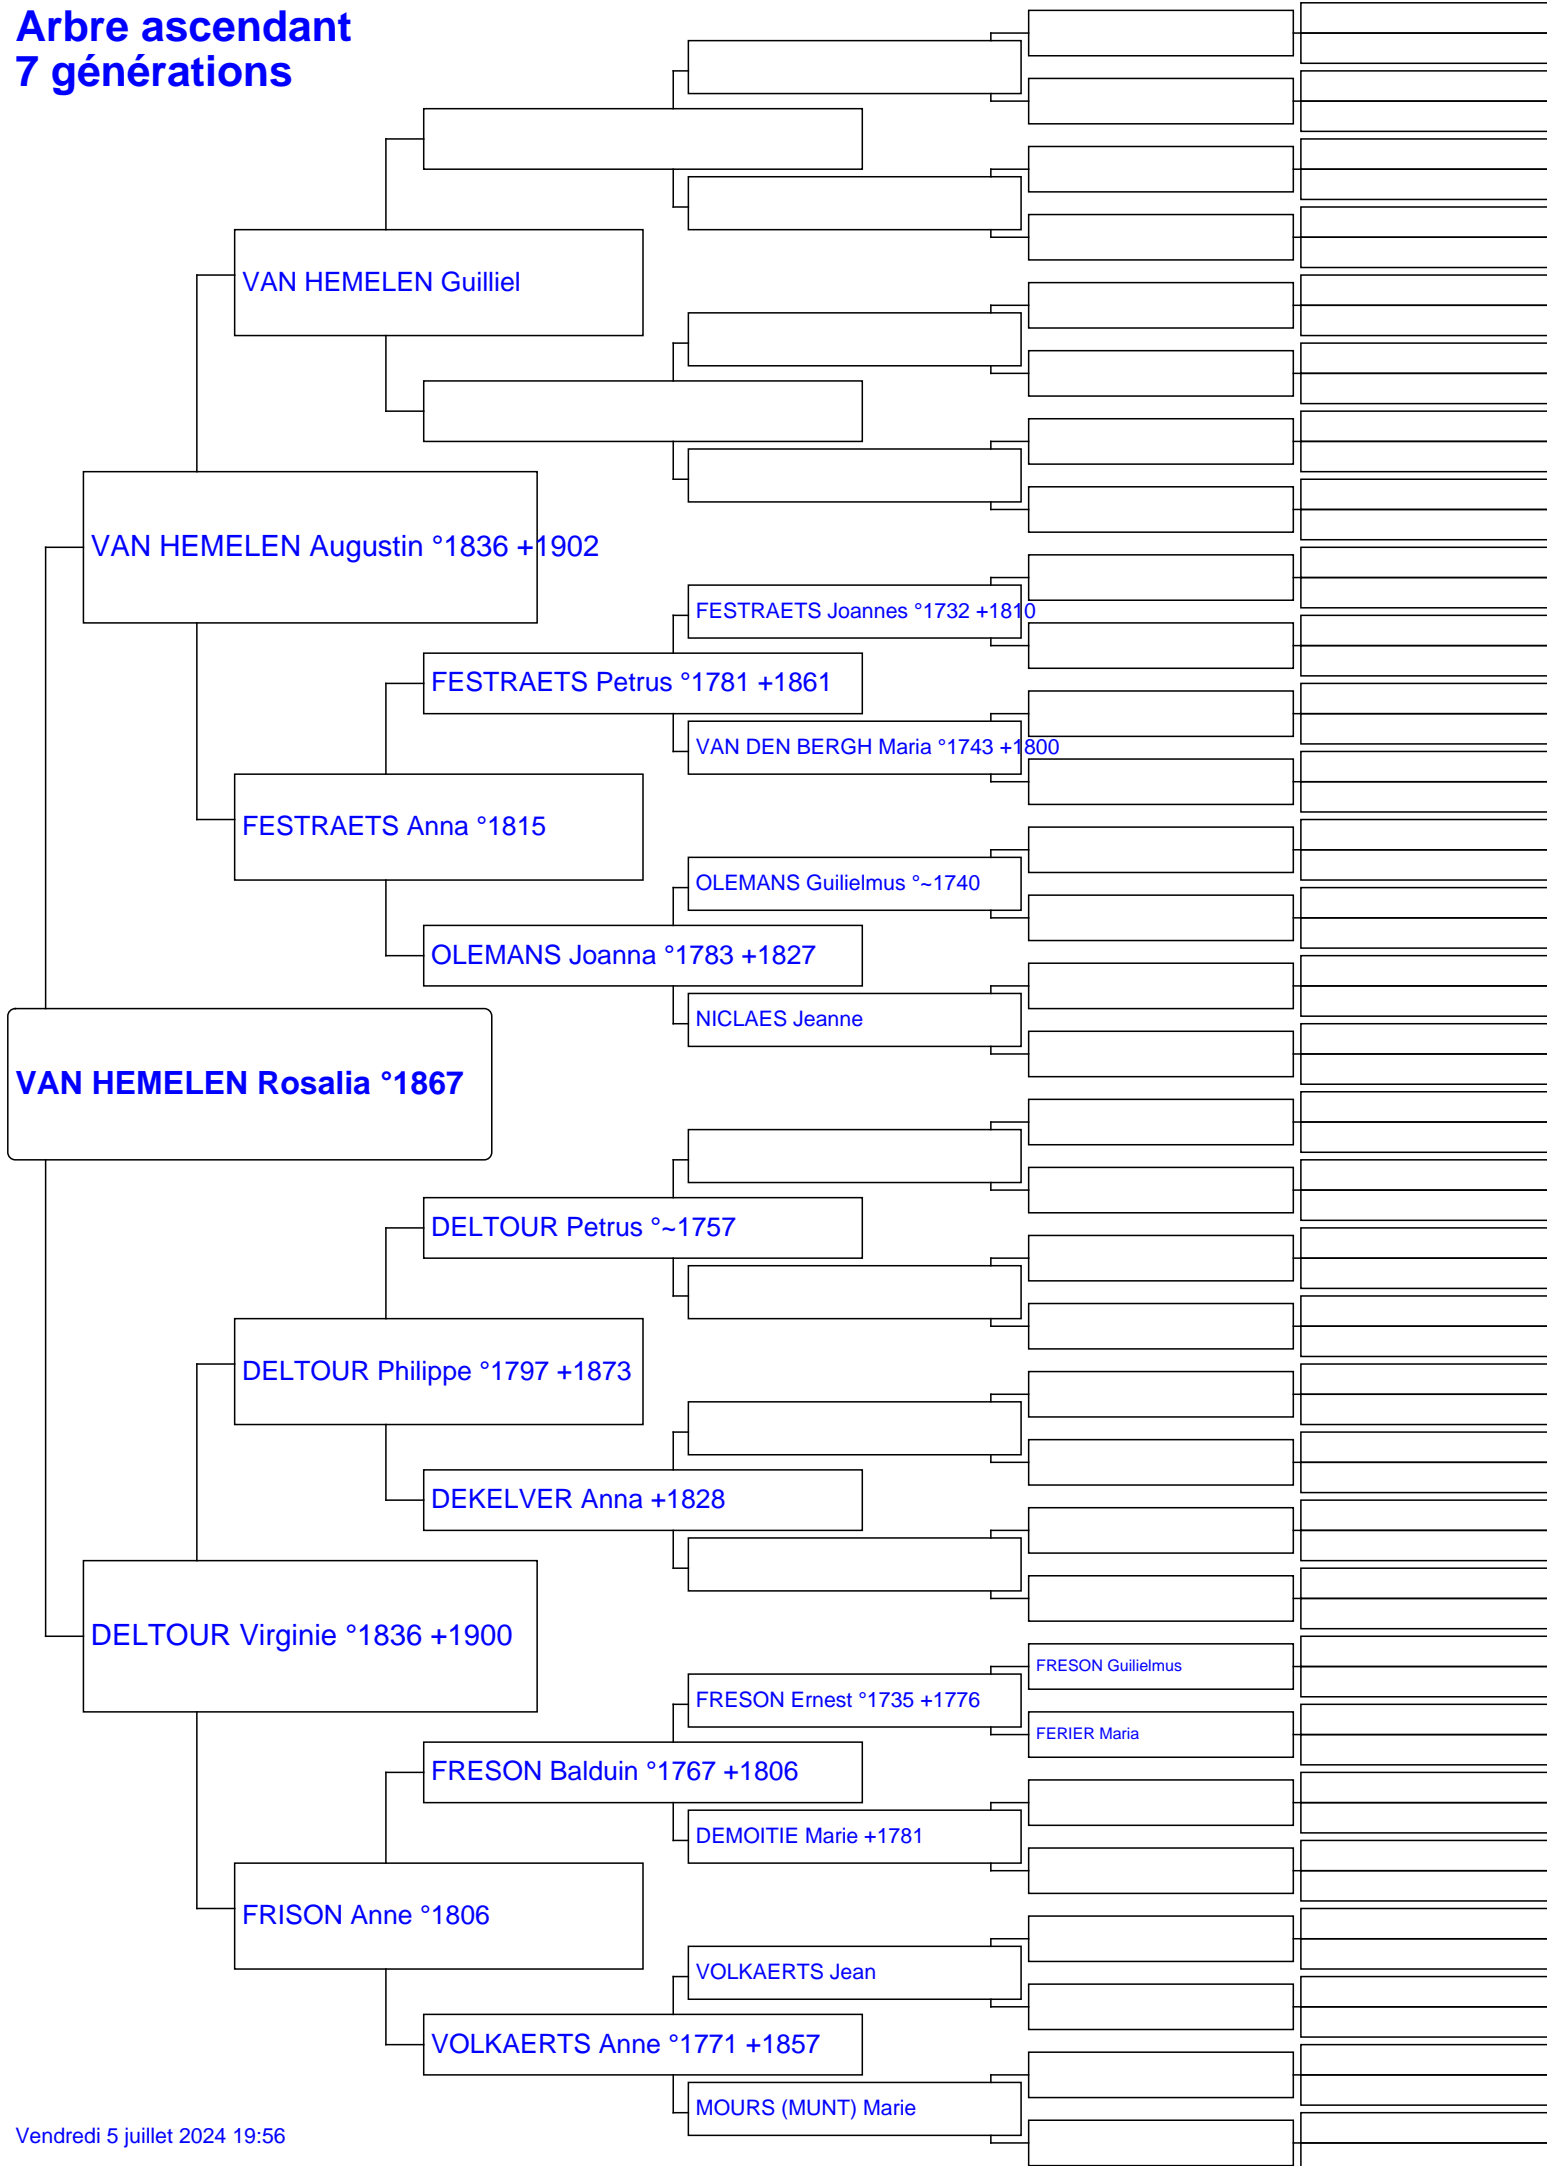 Arbre ascendant
7 générations
VAN HEMELEN Guilliel
VAN HEMELEN Augustin °1836 +1902
FESTRAETS Joannes °1732 +1810
FESTRAETS Petrus °1781 +1861
VAN DEN BERGH Maria °1743 +1800
FESTRAETS Anna °1815
OLEMANS Guilielmus °~1740
OLEMANS Joanna °1783 +1827
NICLAES Jeanne
VAN HEMELEN Rosalia °1867
DELTOUR Petrus °~1757
DELTOUR Philippe °1797 +1873
DEKELVER Anna +1828
DELTOUR Virginie °1836 +1900
FRESON Guilielmus
FRESON Ernest °1735 +1776
FERIER Maria
FRESON Balduin °1767 +1806
DEMOITIE Marie +1781
FRISON Anne °1806
VOLKAERTS Jean
VOLKAERTS Anne °1771 +1857
MOURS (MUNT) Marie
Vendredi 5 juillet 2024 19:56